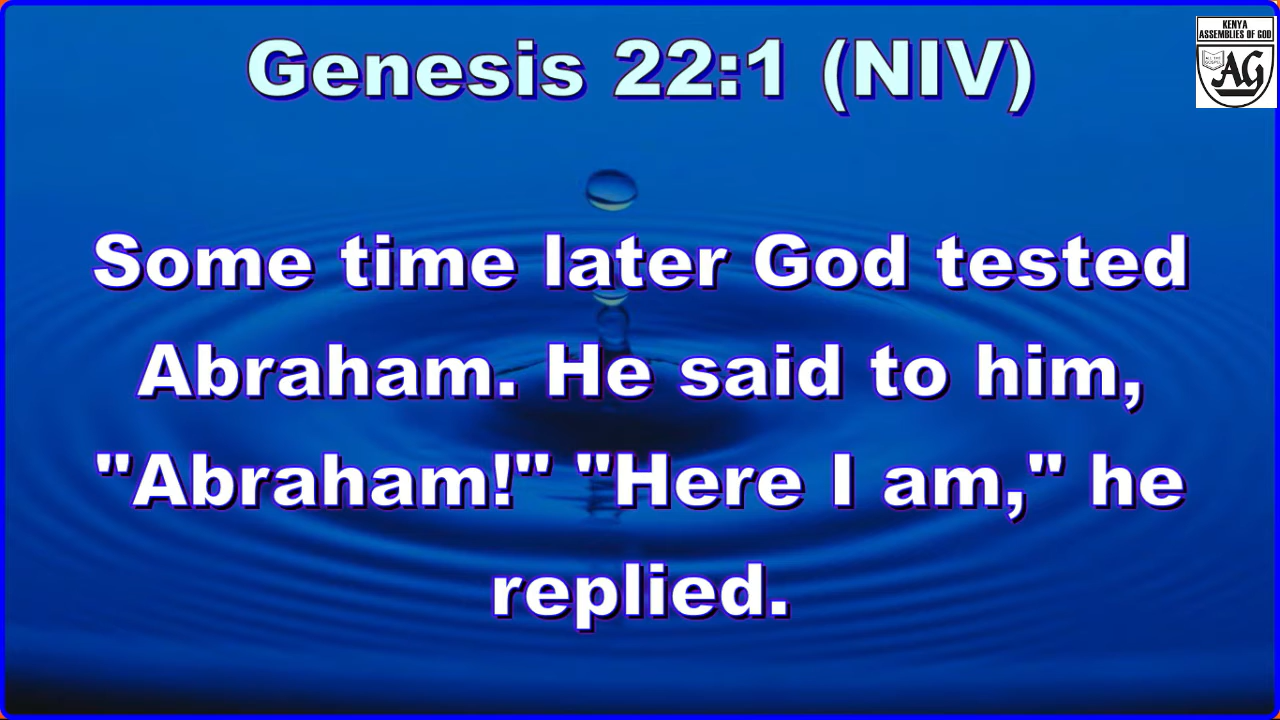 Genesis 22:1 (NIV)
KENYA
ASSEMBLIES OF GOD
AG
Some time later God tested
Abraham. He said to him,
"Abraham!" "Here I am," he
replied.